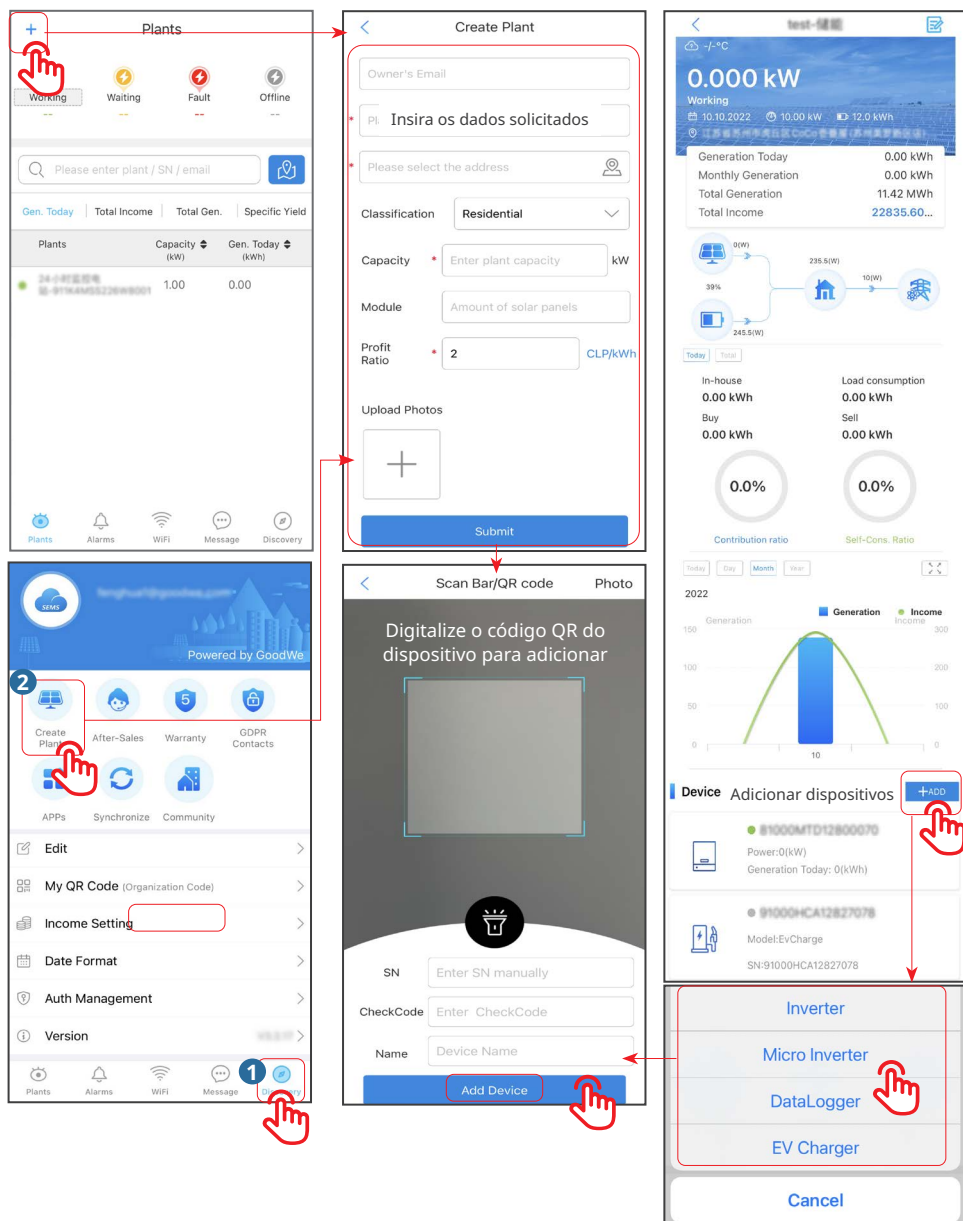 +
Plants
Working
Waiting
Fault
Offline
--
--
--
--
Please enter plant / SN / email
Gen. Today
Total Income
Total Gen.
Specific Yield
Plants
Capacity
(kW)
Gen. Today
(kWh)
1.00
0.00
Plants
Alarms
WiFi
Message
Discovery
Create Plant
Owner's Email
Insira os dados solicitados
* Please select the address
Classification
Residential
Capacity *
Enter plant capacity
kW
Module
Amount of solar panels
Profit
Ratio
*
2
CLP/kWh
Upload Photos
Submit
-/-°C
0.000 kW
Working
10.10.2022
10.00 kW
12.0 kWh
Generation Today 0.00 kWh
Monthly Generation 0.00 kWh
Total Generation 11.42 MWh
Total Income 22835.60...
0(W)
235.5(W)
10(W)
39%
245.5(W)
Today
Total
In-house
0.00 kWh
Load consumption
0.00 kWh
Buy
0.00 kWh
Sell
0.00 kWh
0.0%
0.0%
Contribution ratio
Self-Cons. Ratio
Today
Day
Month
Year
2022
Generation
Income
Generation
Income
150
300
100
200
50
100
0
0
10
Device
Adicionar dispositivos
+ADD
81000MTD12800070
Power:0(kW)
Generation Today: 0(kWh)
91000HCA12827078
Model:EvCharge
SN:91000HCA12827078
SEMS
Powered by GoodWe
2
Create
Plant
After-Sales
5
Warranty
GDPR
Contacts
APPs
Synchronize
Community
Edit
My QR Code (Organization Code)
Income Setting
Date Format
Auth Management
Version
Plants
Alarms
WiFi
Message
1
Discovery
Scan Bar/QR code
Photo
Digitalize o código QR do
dispositivo para adicionar
SN
Enter SN manually
CheckCode
Enter CheckCode
Name
Device Name
Add Device
Inverter
Micro Inverter
DataLogger
EV Charger
Cancel